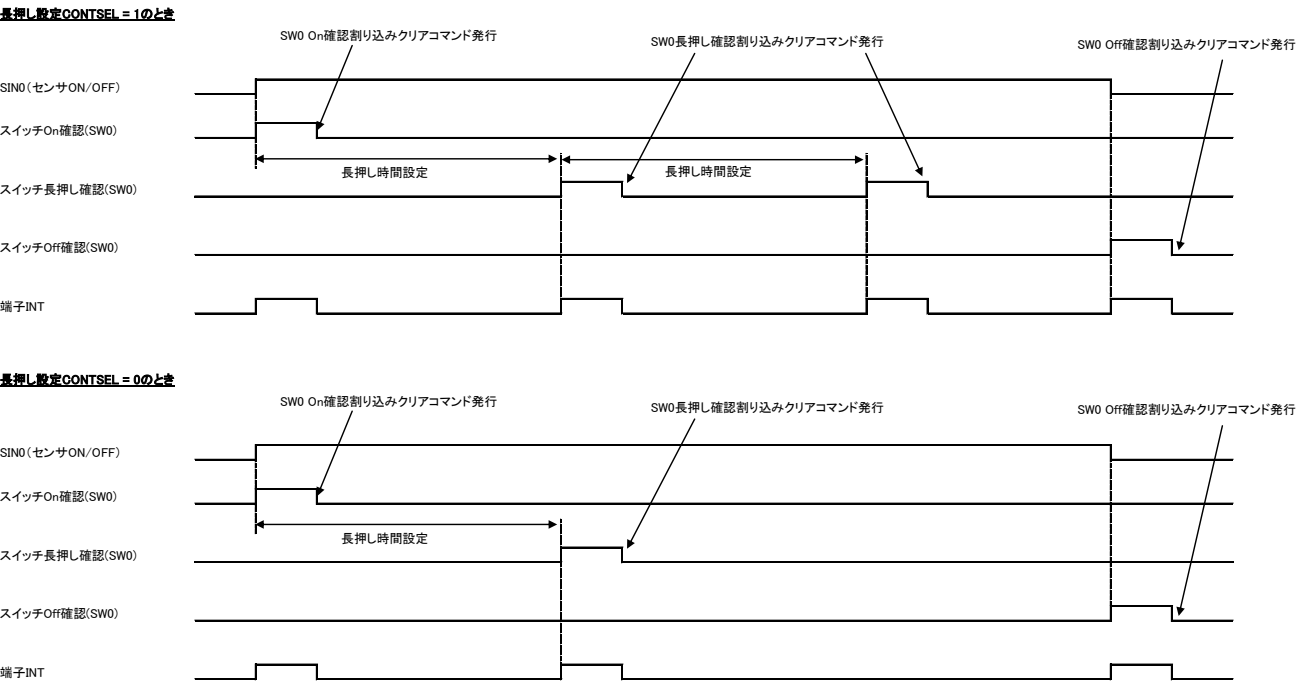 長押し設定CONTSEL = 1のとき
SW0 On確認割り込みクリアコマンド発行
SW0長押し確認割り込みクリアコマンド発行
SW0 Off確認割り込みクリアコマンド発行
SIN0(センサON/OFF)
スイッチOn確認(SW0)
長押し時間設定
長押し時間設定
スイッチ長押し確認(SW0)
スイッチOff確認(SW0)
端子INT
長押し設定CONTSEL = 0のとき
SW0 On確認割り込みクリアコマンド発行
SW0長押し確認割り込みクリアコマンド発行
SW0 Off確認割り込みクリアコマンド発行
SIN0(センサON/OFF)
スイッチOn確認(SW0)
長押し時間設定
スイッチ長押し確認(SW0)
スイッチOff確認(SW0)
端子INT